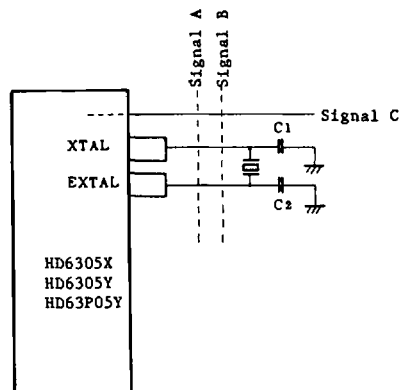 Signal A
Signal B
Signal C
C1
XTAL
EXTAL
C2
HD6305X
HD6305Y
HD63P05Y